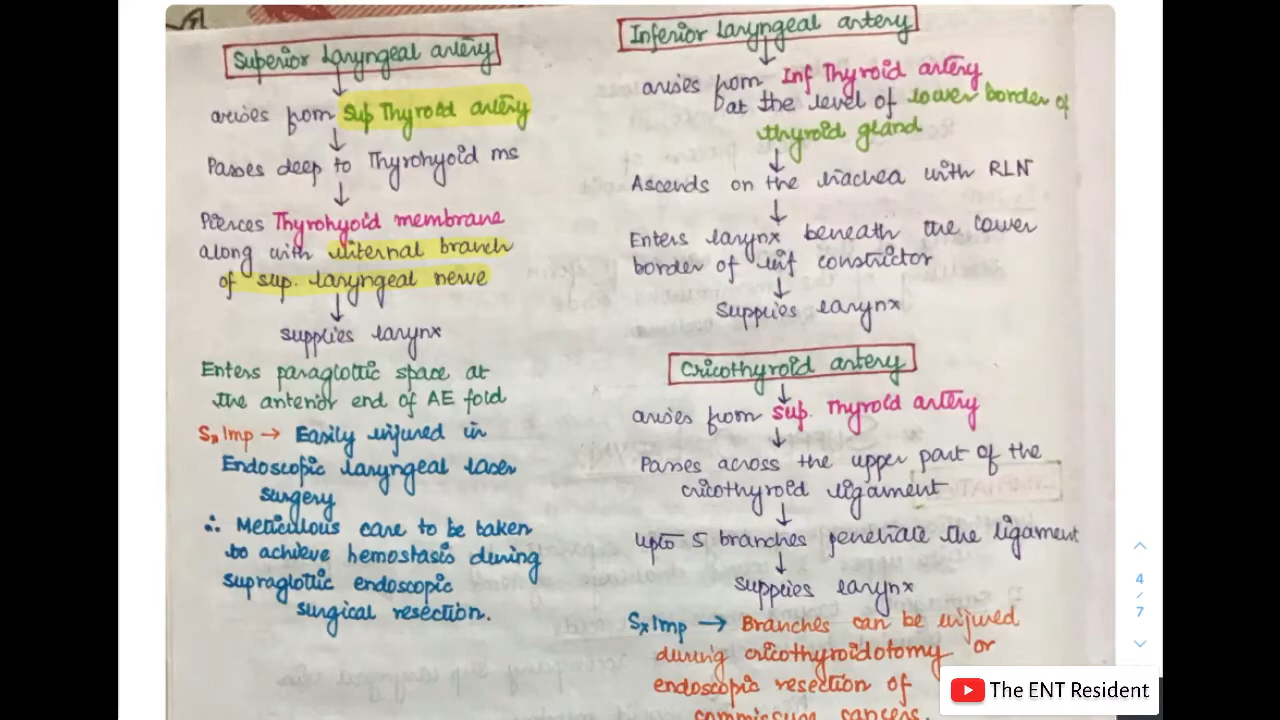 Superior Laryngeal artery
arises from Sup Thyroid artery
Passes deep to Thyrohyoid ms
Pierces Thyrohyoid membrane
along with internal branch
of sup. laryngeal nerve
supplies larynx
Enters paraglottic space at
the anterior end of AE fold
Sx Imp → Easily injured in
Endoscopic laryngeal laser
surgery
∴ Meticulous care to be taken
to achieve hemostasis during
supraglottic endoscopic
surgical resection.
Inferior Laryngeal artery
arises from Inf Thyroid artery
at the level of lower border of
thyroid gland
Ascends on the trachea with RLN
Enters larynx beneath the lower
border of inf constrictor
Supplies larynx
Cricothyroid artery
arises from Sup. Thyroid artery
Passes across the upper part of the
cricothyroid ligament
upto 5 branches penetrate the ligament
supplies larynx
Sx Imp → Branches can be injured
during cricothyroidotomy or
endoscopic resection of
commissure cancers.
4
/
7
The ENT Resident